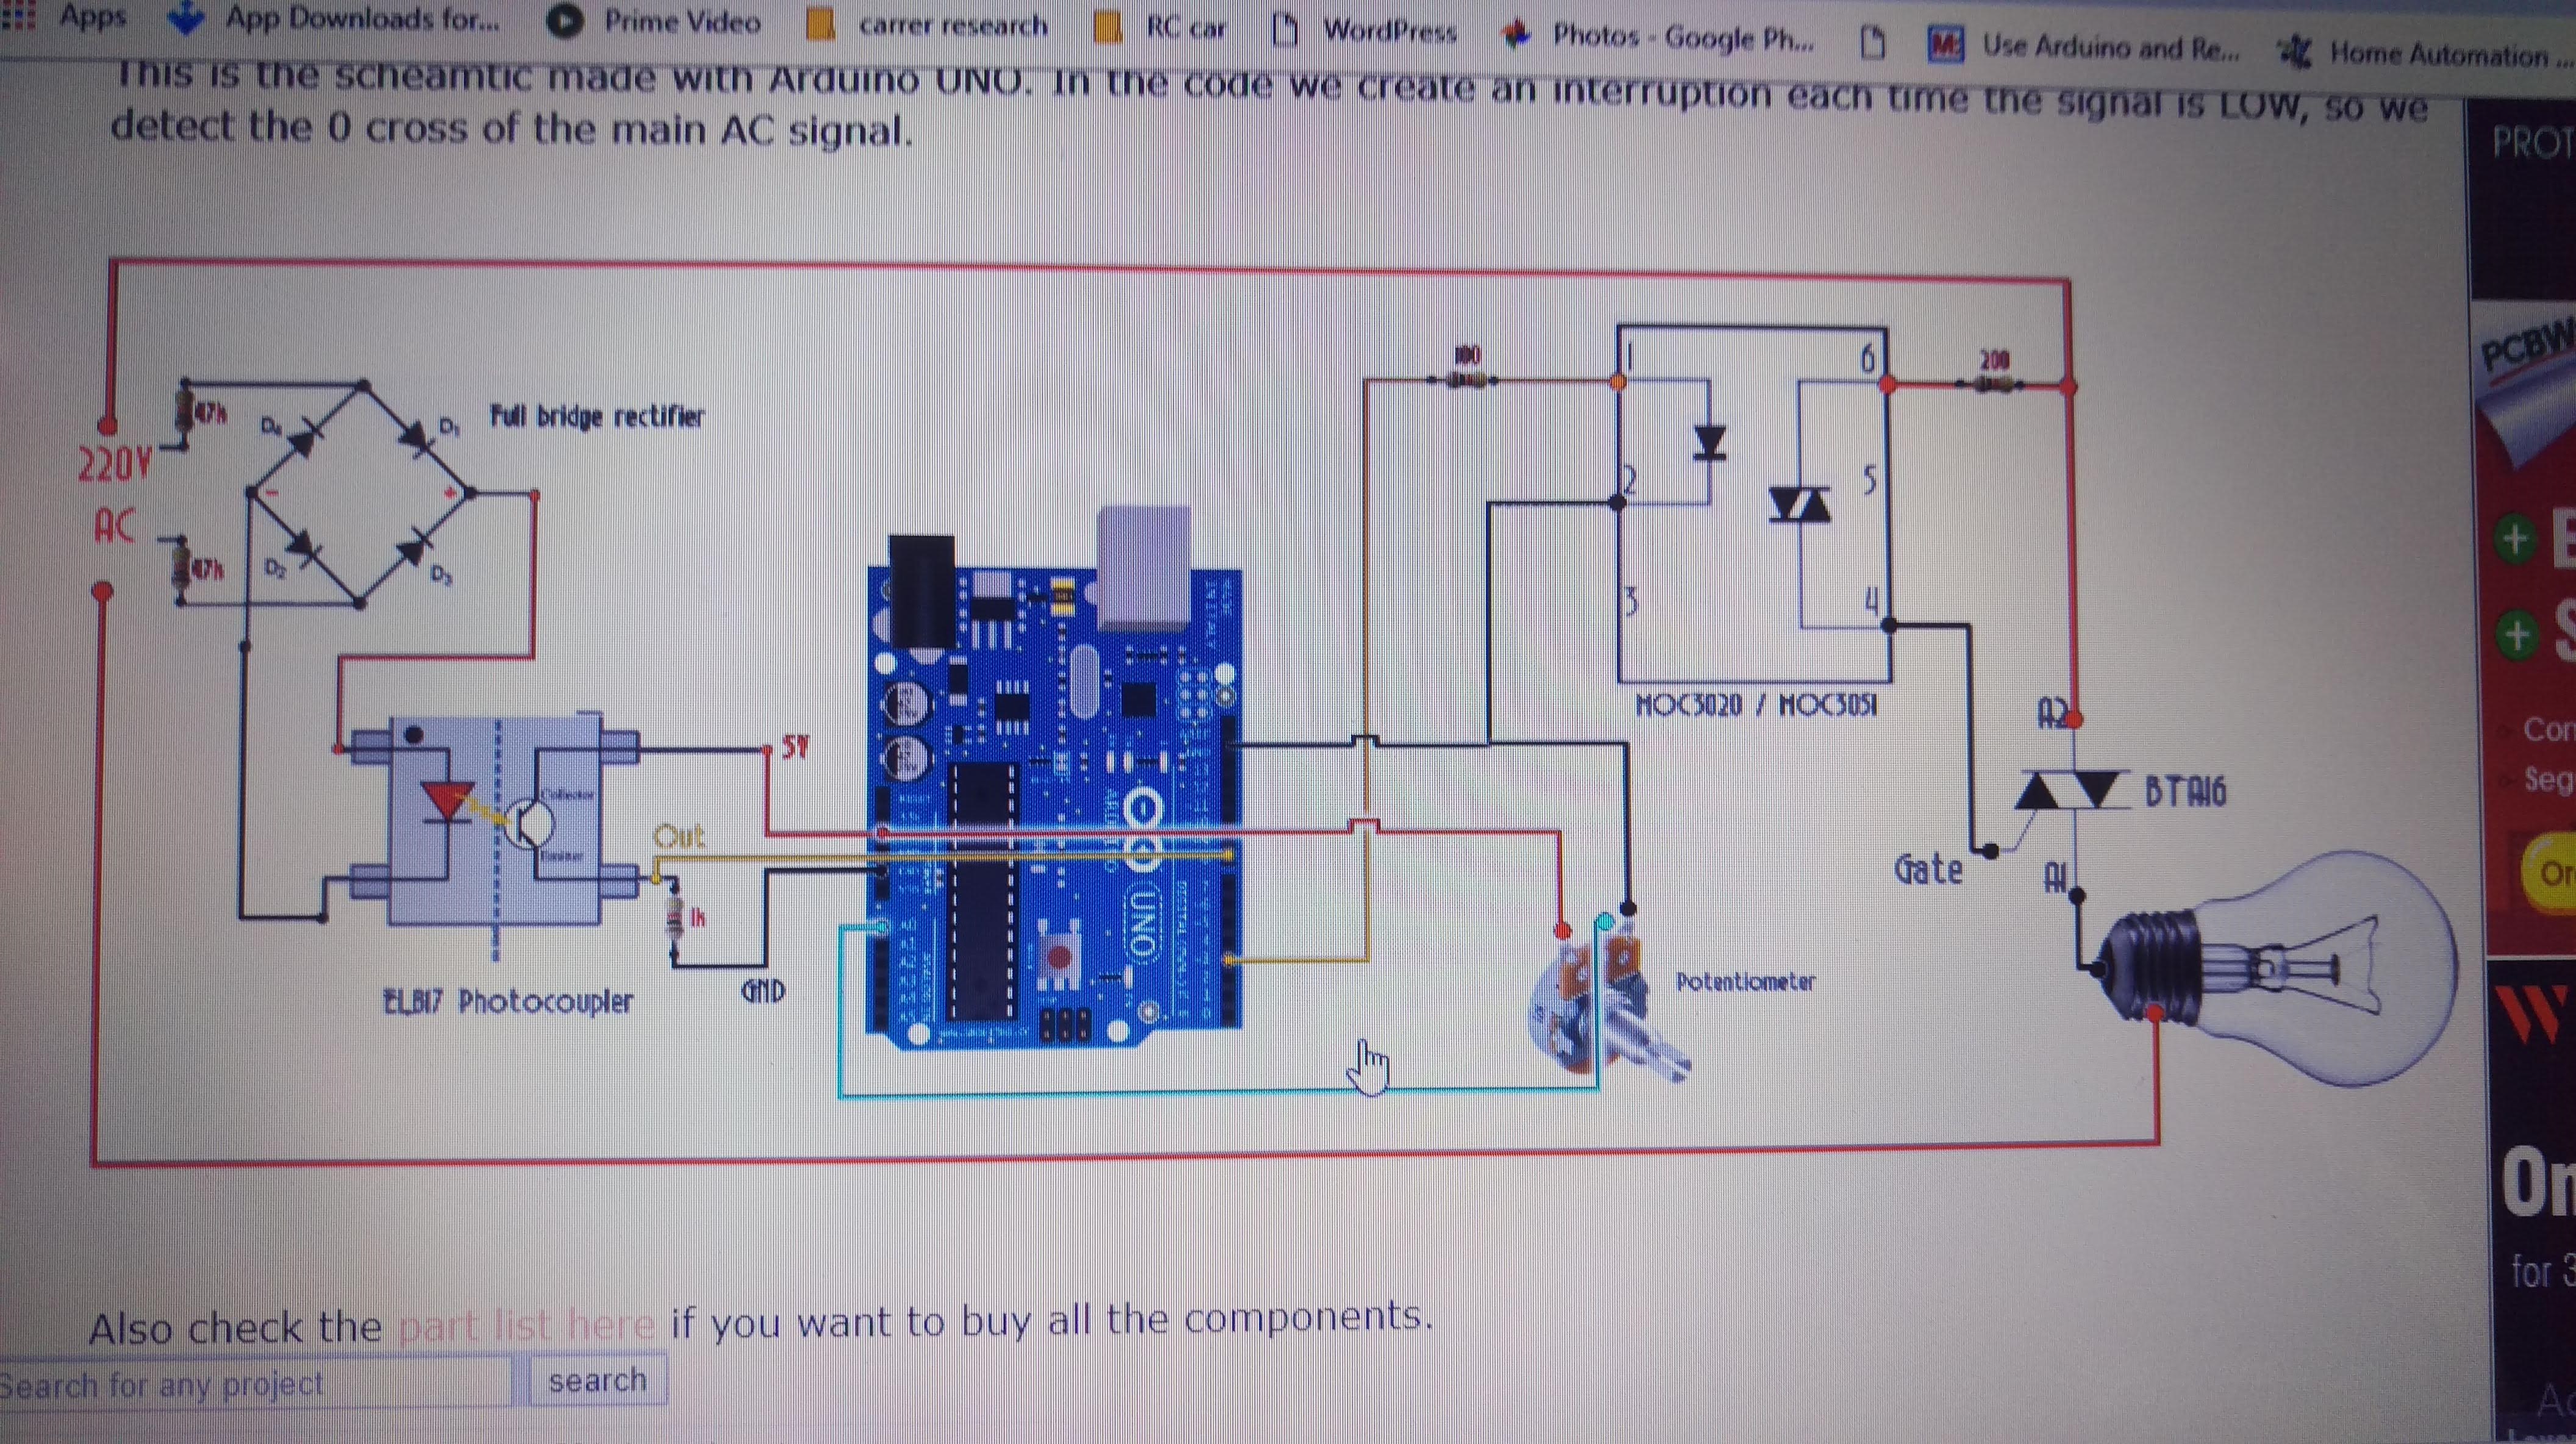 Apps App Downloads for... Prime Video carrer research RC car WordPress Photos - Google Ph... Use Arduino and Re... Home Automation ...
This is the scheamtic made with Arduino UNO. In the code we create an interruption each time the signal is LOW, so we
detect the 0 cross of the main AC signal.
PROT
PCBW
47k
D4
D1
Full bridge rectifier
220V
AC
-
+
47k
D2
D3
100
1
6
200
2
5
3
4
MOC3020 / MOC3051
5V
Collector
Emiter
Out
1k
GND
EL817 Photocoupler
UNO
A2
BTA16
Gate
A1
Potentiometer
+ E
+ S
Con
Seg
Or
W
On
for 3
Also check the part list here if you want to buy all the components.
Search for any project search